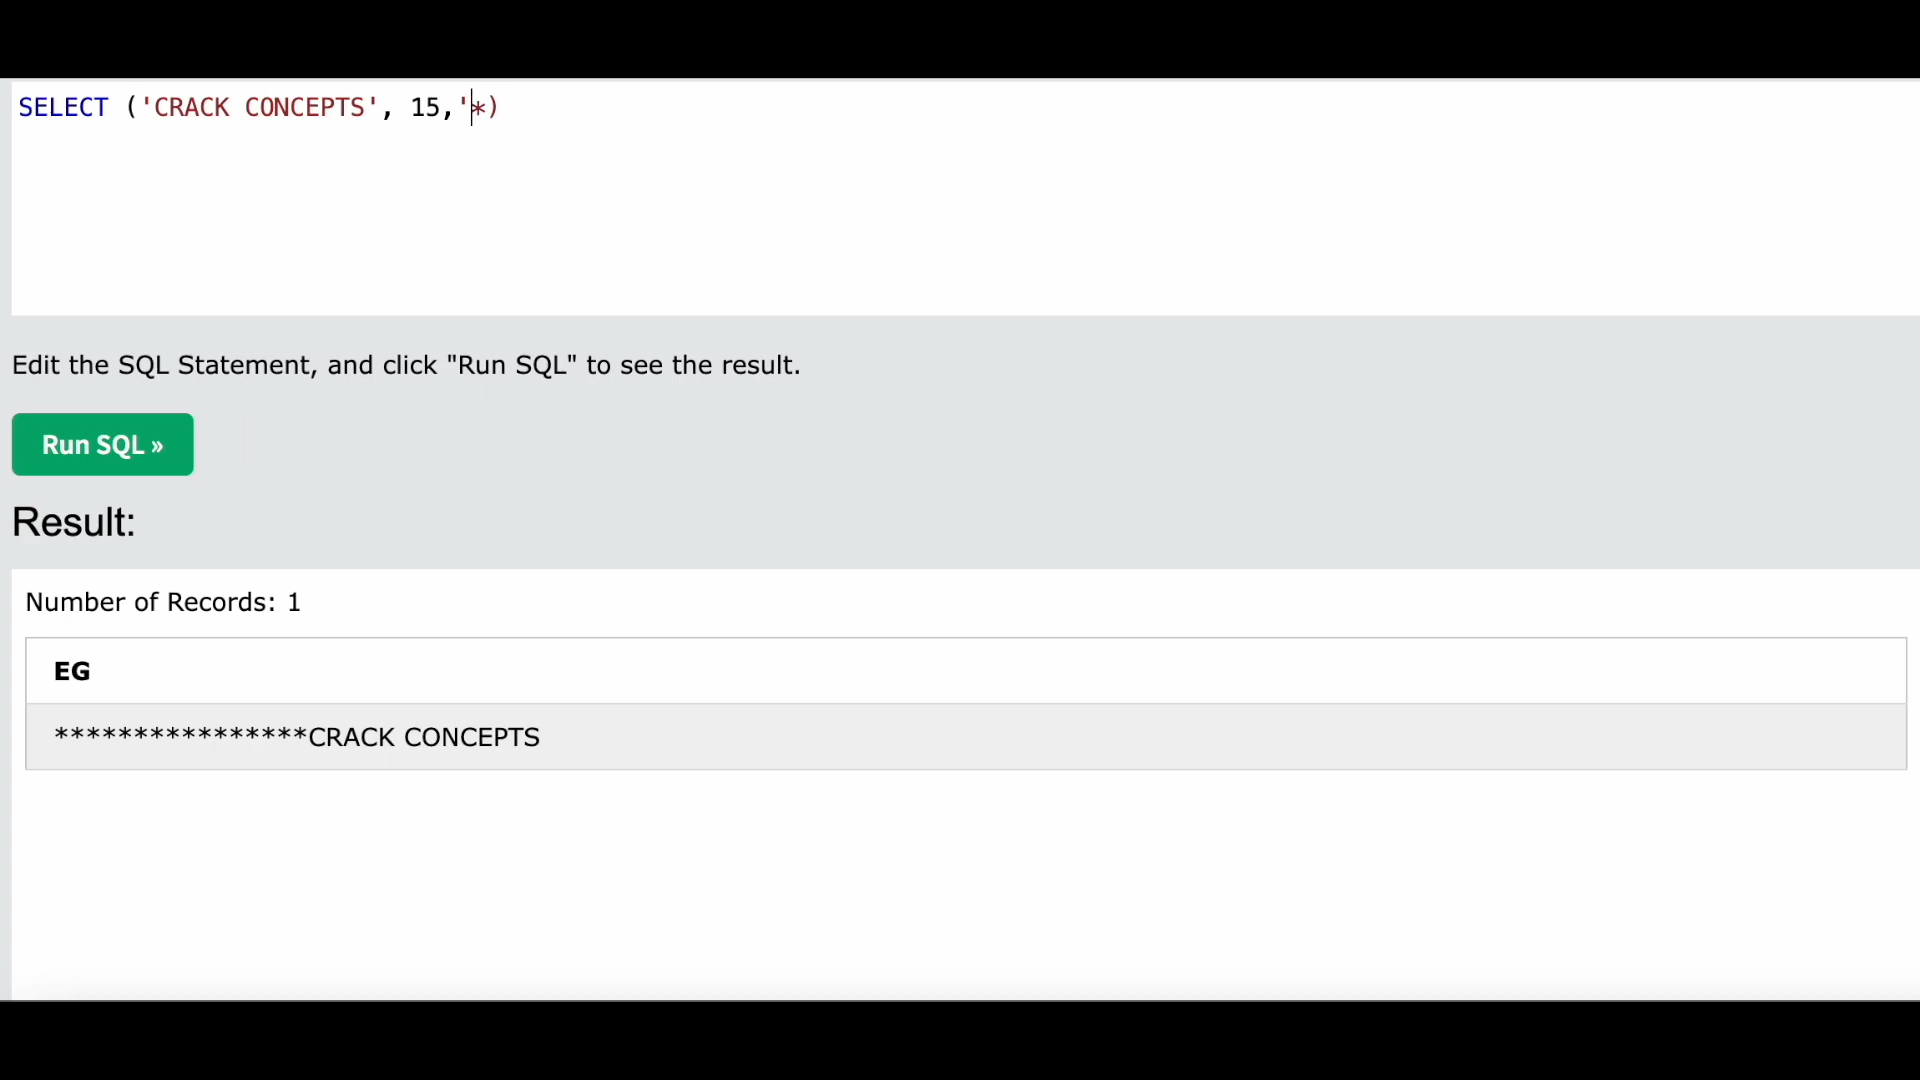 SELECT ('CRACK CONCEPTS', 15,'*)
Edit the SQL Statement, and click "Run SQL" to see the result.
Run SQL »
Result:
Number of Records: 1
EG
****************CRACK CONCEPTS